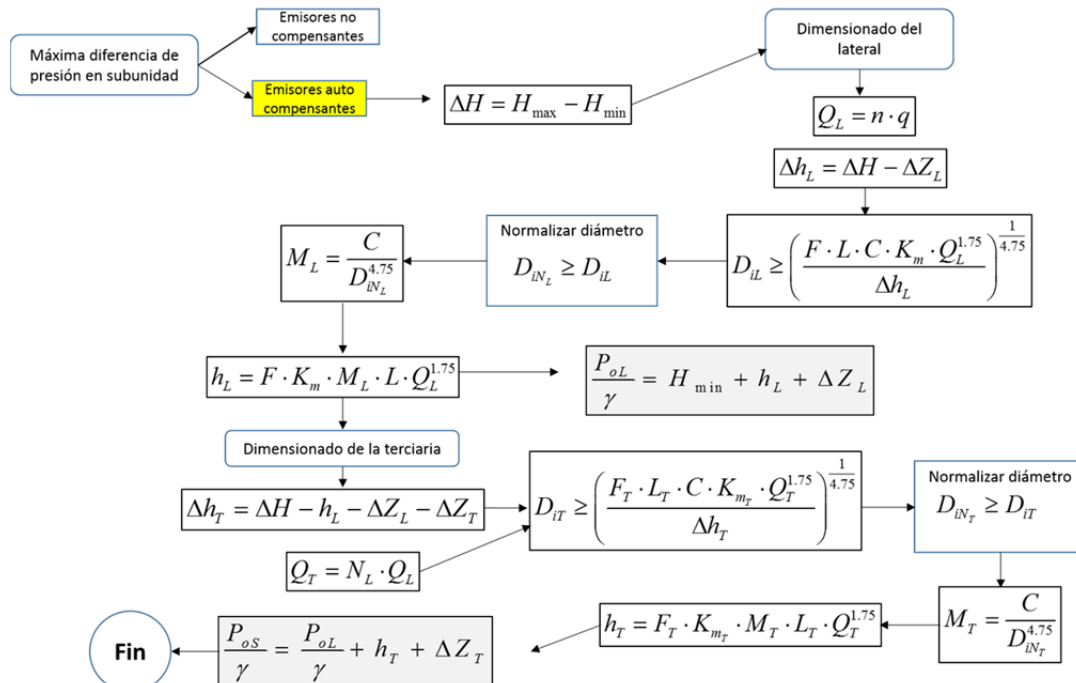 Máxima diferencia de
presión en subunidad
Emisores no
compensantes
Emisores auto
compensantes
ΔH = H_max − H_min
Dimensionado del
lateral
Q_L = n · q
Δh_L = ΔH − ΔZ_L
D_iL ≥ ((F · L · C · K_m · Q_L^1.75) / Δh_L)^(1/4.75)
Normalizar diámetro
D_iN_L ≥ D_iL
M_L = C / D_iN_L^4.75
h_L = F · K_m · M_L · L · Q_L^1.75
P_oL / γ = H_min + h_L + ΔZ_L
Dimensionado de la terciaria
Δh_T = ΔH − h_L − ΔZ_L − ΔZ_T
Q_T = N_L · Q_L
D_iT ≥ ((F_T · L_T · C · K_m_T · Q_T^1.75) / Δh_T)^(1/4.75)
Normalizar diámetro
D_iN_T ≥ D_iT
M_T = C / D_iN_T^4.75
h_T = F_T · K_m_T · M_T · L_T · Q_T^1.75
P_oS / γ = P_oL / γ + h_T + ΔZ_T
Fin